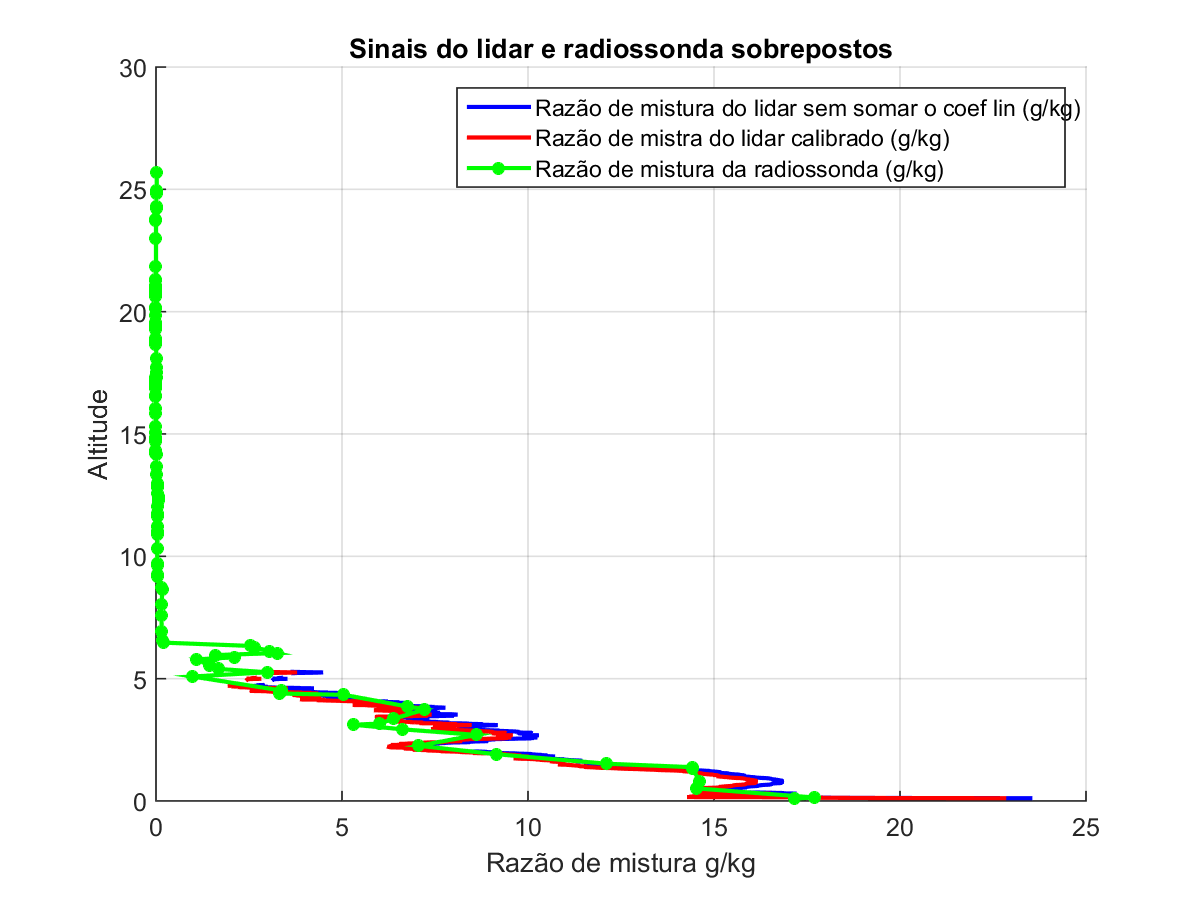 Sinais do lidar e radiossonda sobrepostos
30
25
20
15
10
5
0
Altitude
Razão de mistura do lidar sem somar o coef lin (g/kg)
Razão de mistra do lidar calibrado (g/kg)
Razão de mistura da radiossonda (g/kg)
0 5 10 15 20 25
Razão de mistura g/kg